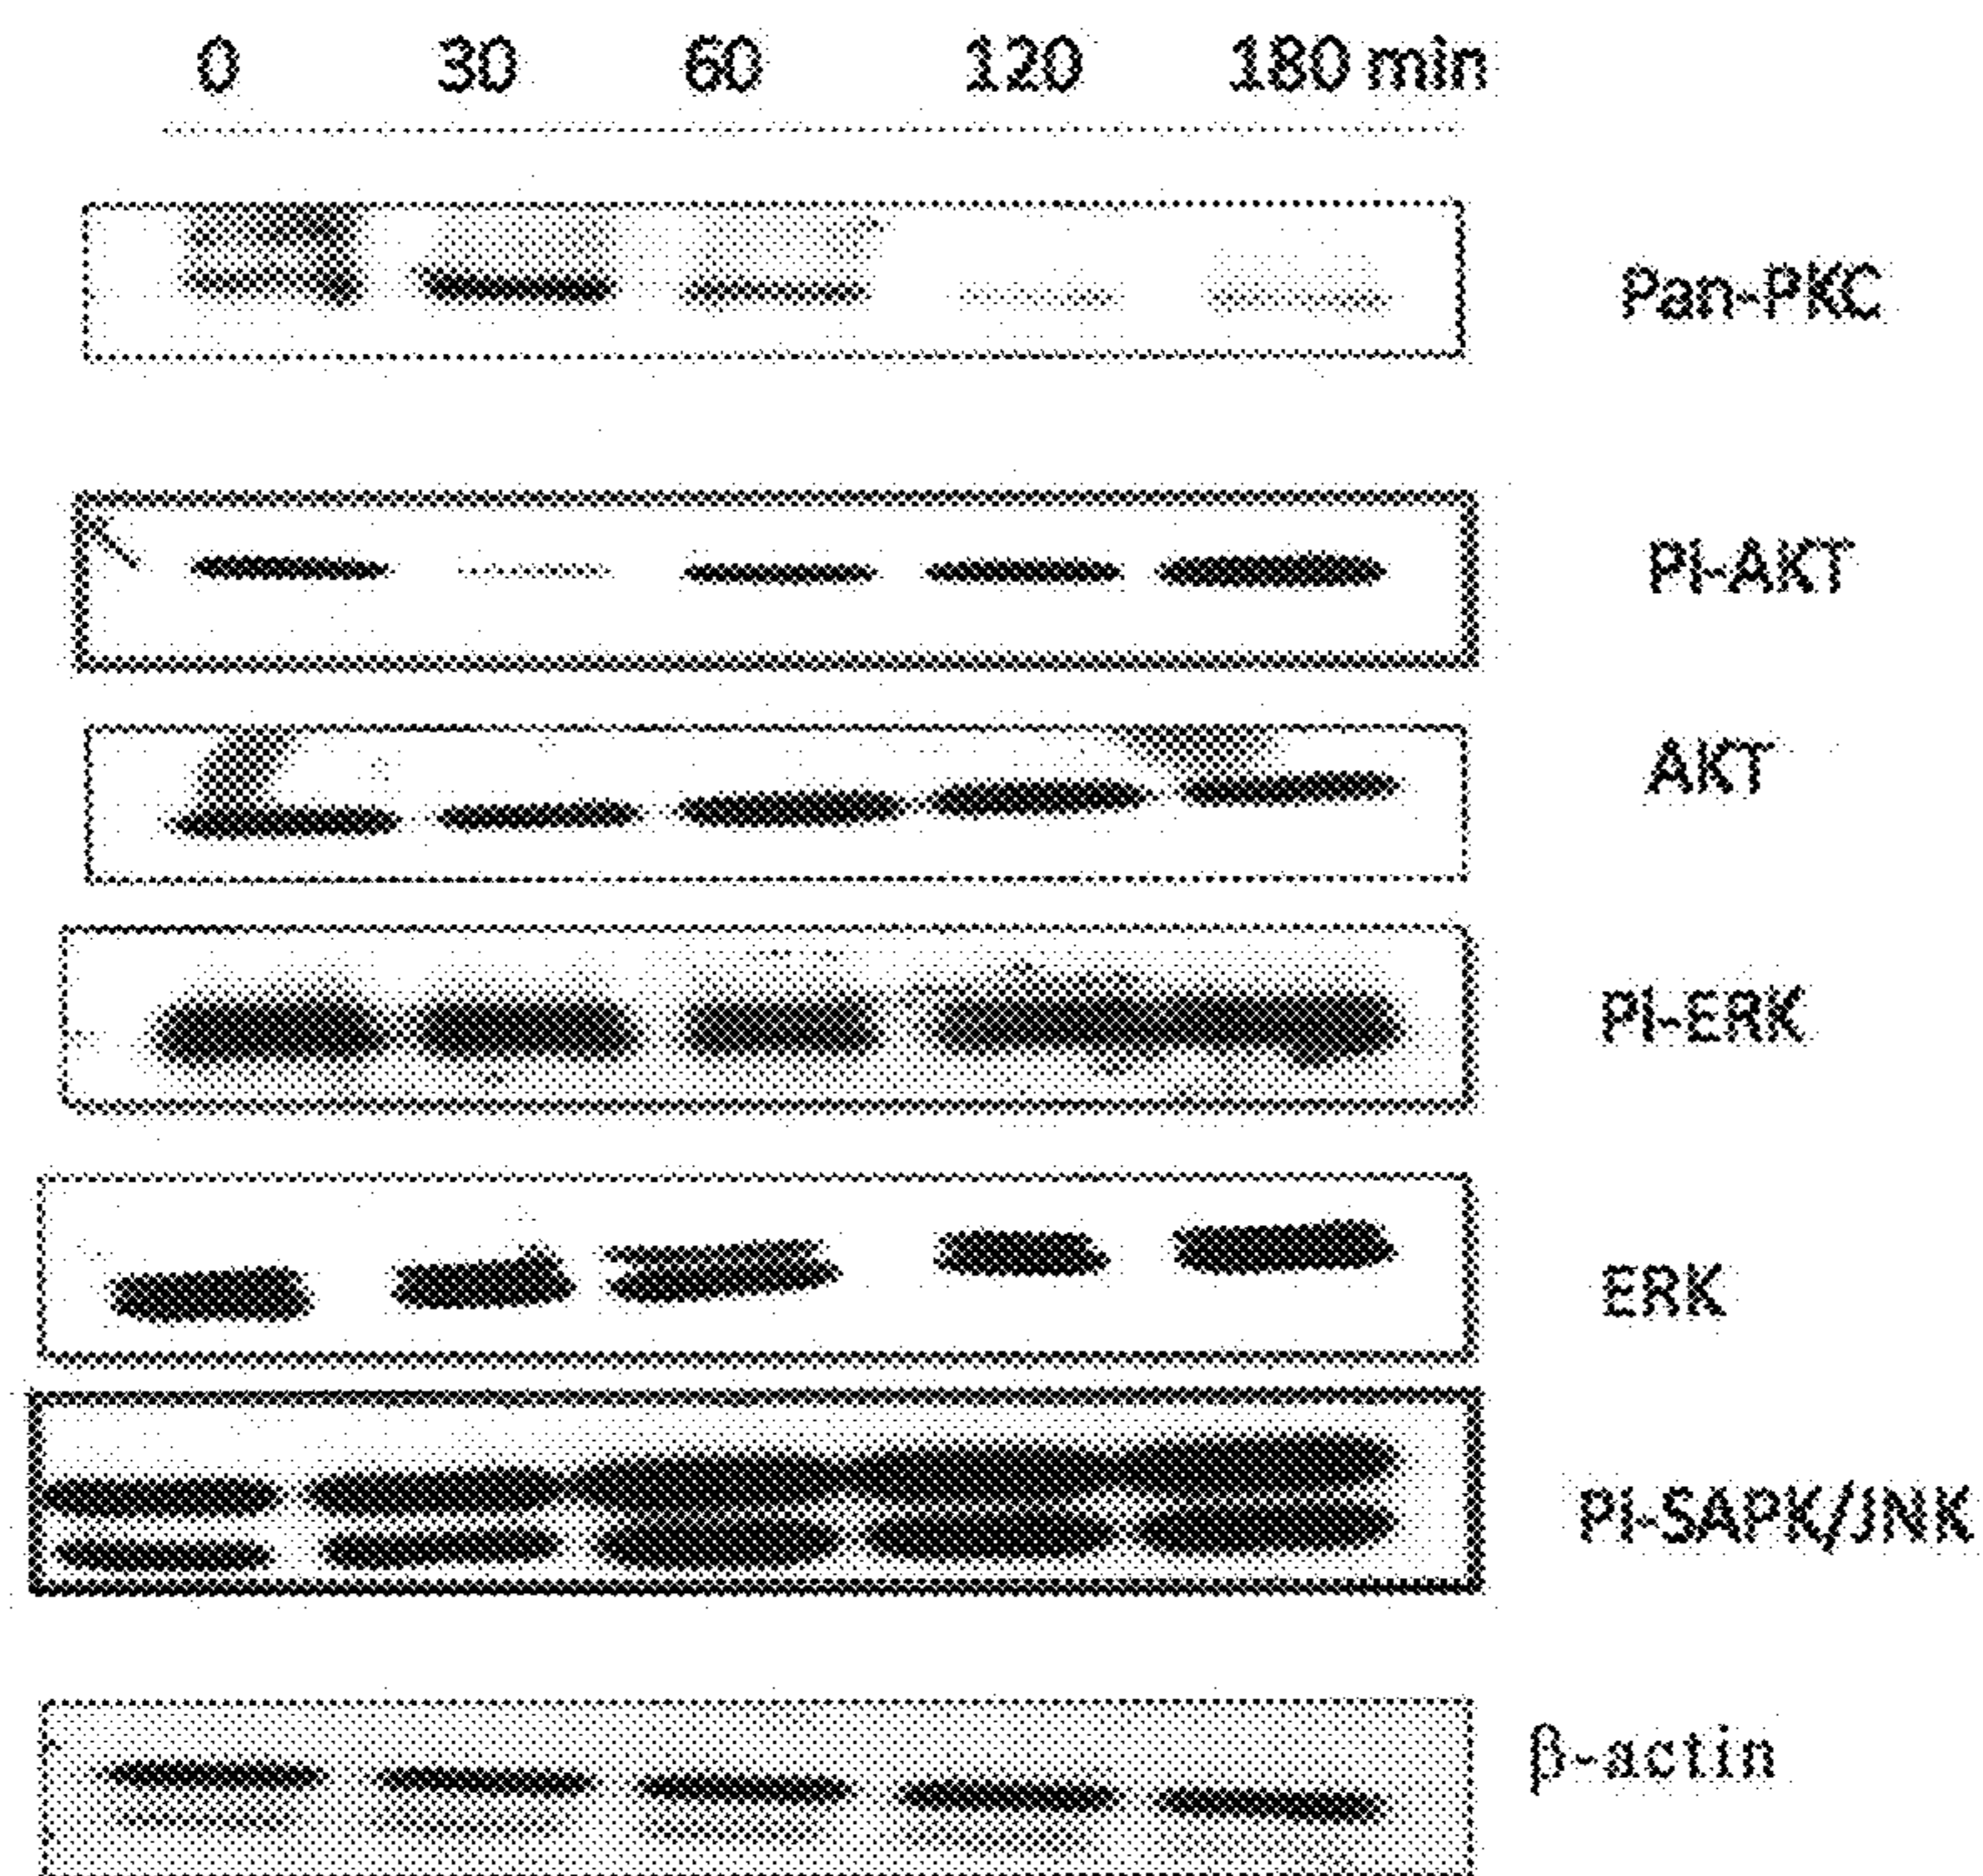 0 30 60 120 180 min
Pan-PKC
PI-AKT
AKT
PI-ERK
ERK
PI-SAPK/JNK
β-actin